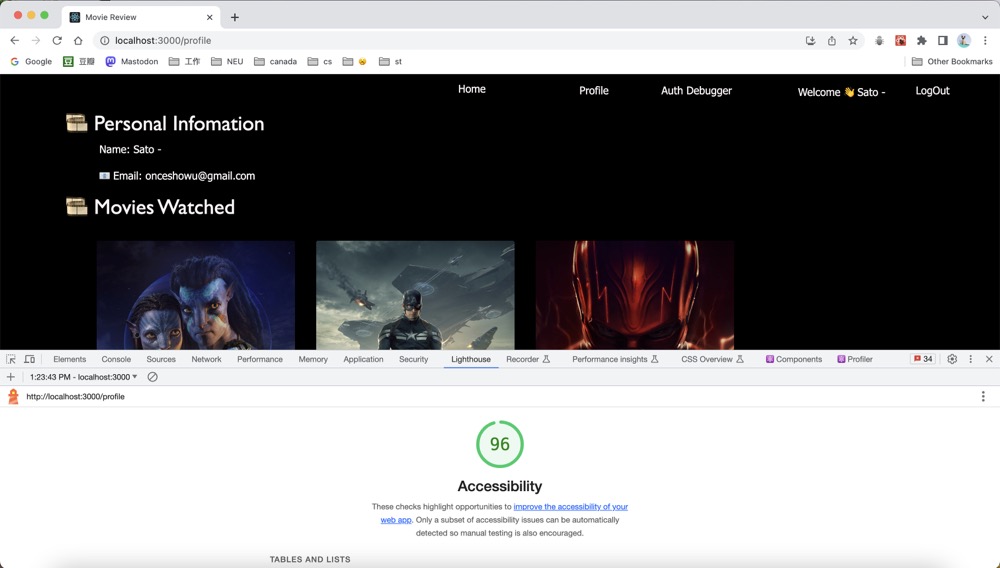 Movie Review
localhost:3000/profile
Google 豆 豆瓣 Mastodon 工作 NEU canada cs st Other Bookmarks
Home Profile Auth Debugger Welcome 👋 Sato - LogOut
Personal Infomation
Name: Sato -
📧 Email: onceshowu@gmail.com
Movies Watched
Elements Console Sources Network Performance Memory Application Security Lighthouse Recorder Performance insights CSS Overview Components Profiler 34
1:23:43 PM - localhost:3000
http://localhost:3000/profile
96
Accessibility
These checks highlight opportunities to improve the accessibility of your
web app. Only a subset of accessibility issues can be automatically
detected so manual testing is also encouraged.
TABLES AND LISTS